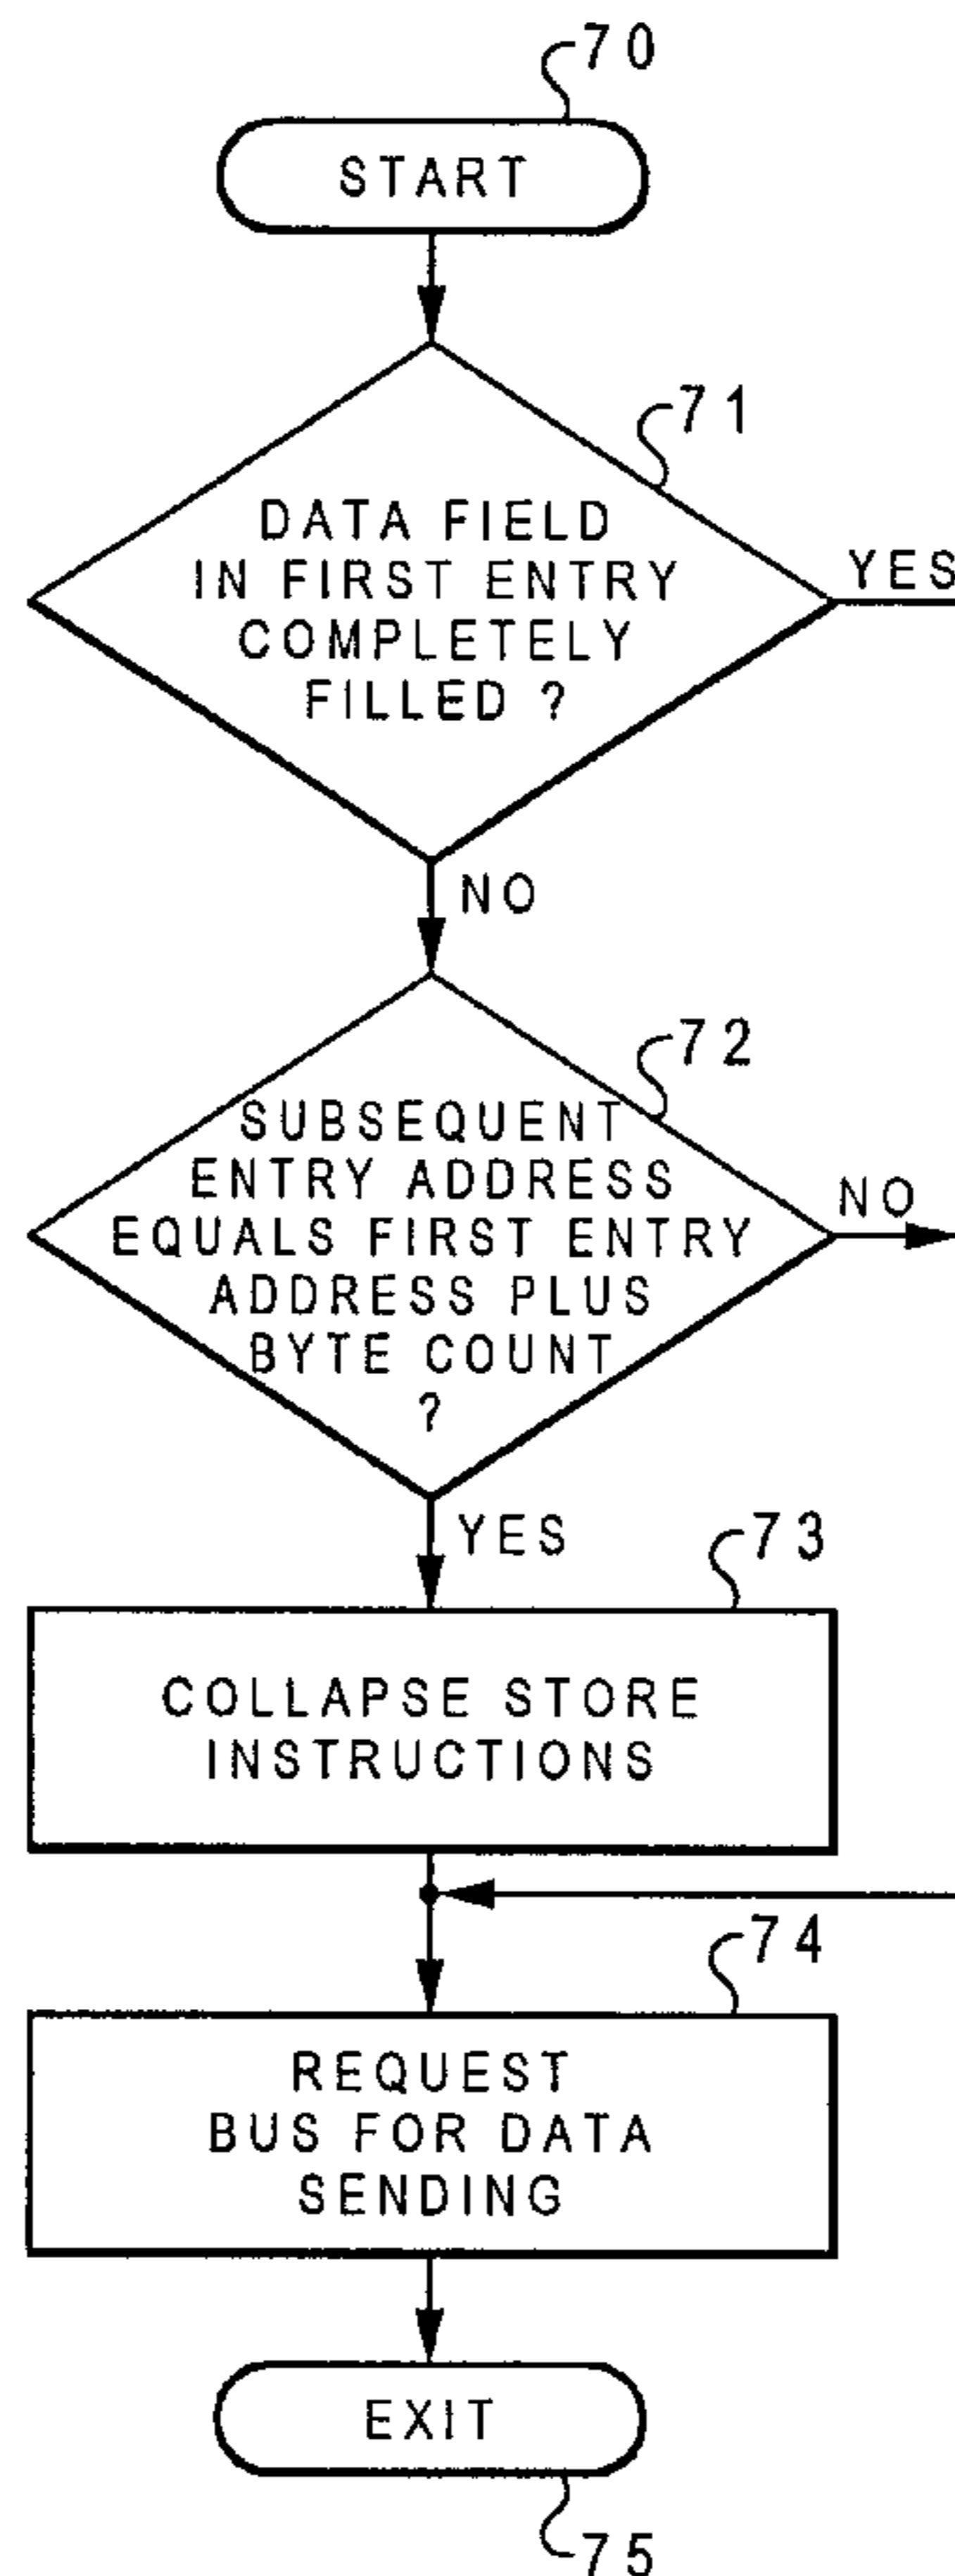 70
START
71
DATA FIELD
IN FIRST ENTRY
COMPLETELY
FILLED ?
YES
NO
72
SUBSEQUENT
ENTRY ADDRESS
EQUALS FIRST ENTRY
ADDRESS PLUS
BYTE COUNT
?
NO
YES
73
COLLAPSE STORE
INSTRUCTIONS
74
REQUEST
BUS FOR DATA
SENDING
EXIT
75